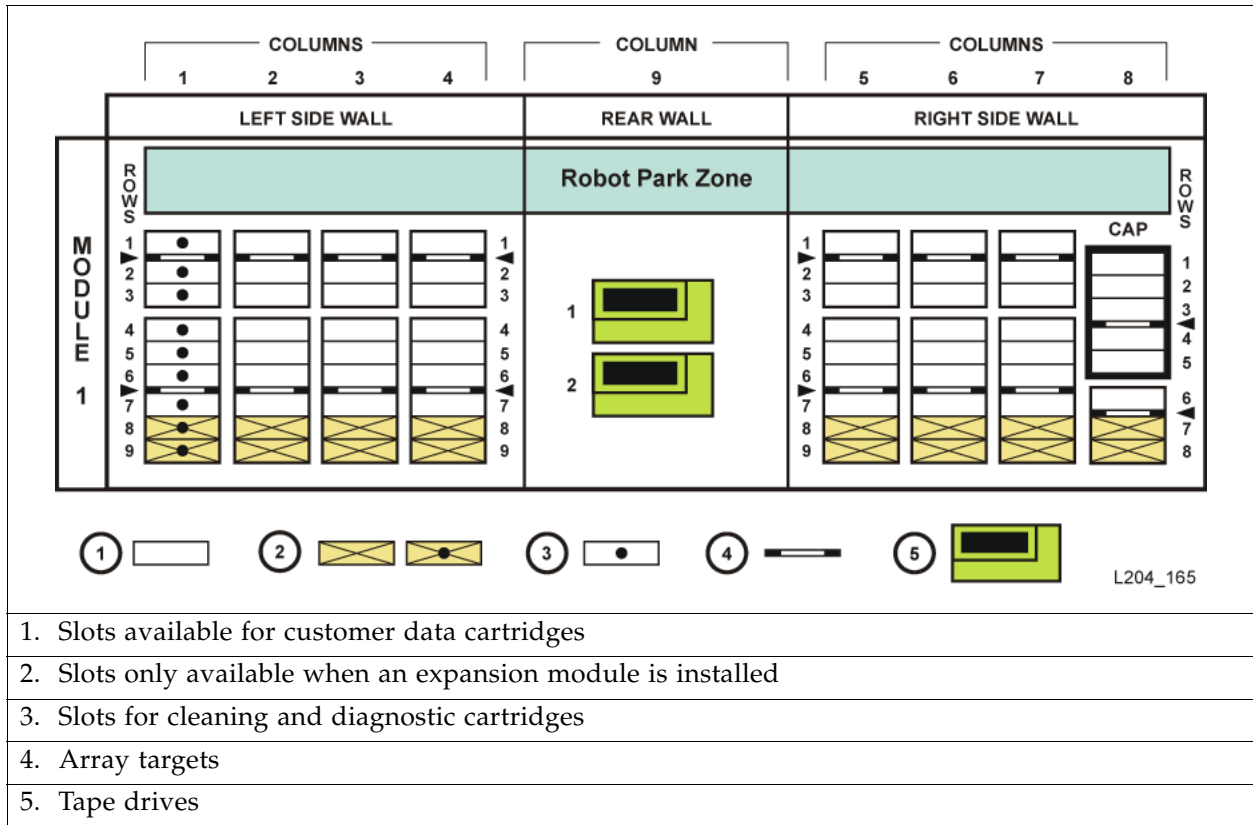 COLUMNS COLUMN COLUMNS
1 2 3 4 9 5 6 7 8
LEFT SIDE WALL REAR WALL RIGHT SIDE WALL
MODULE 1
ROWS
Robot Park Zone
ROWS
1
2
3
4
5
6
7
8
9
1
2
3
4
5
6
7
8
9
1
2
1
2
3
4
5
6
7
8
9
CAP
1
2
3
4
5
6
7
8
1 2 3 4 5
L204_165
1. Slots available for customer data cartridges
2. Slots only available when an expansion module is installed
3. Slots for cleaning and diagnostic cartridges
4. Array targets
5. Tape drives